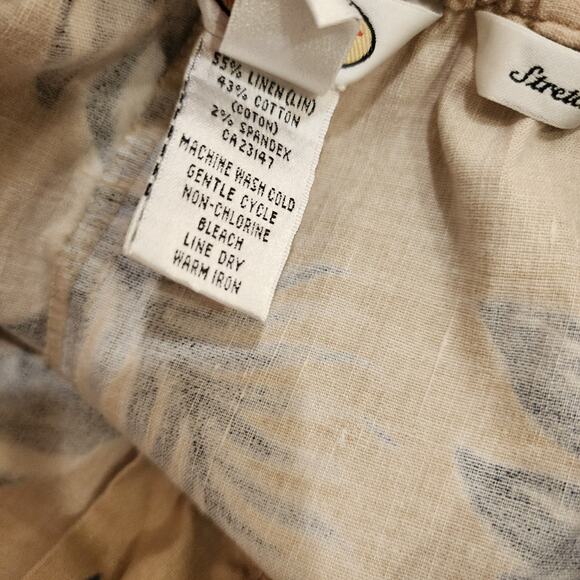 55% LINEN (LIN)
43% COTTON
(COTON)
2% SPANDEX
CA23147
MACHINE WASH COLD
GENTLE CYCLE
NON-CHLORINE
BLEACH
LINE DRY
WARM IRON